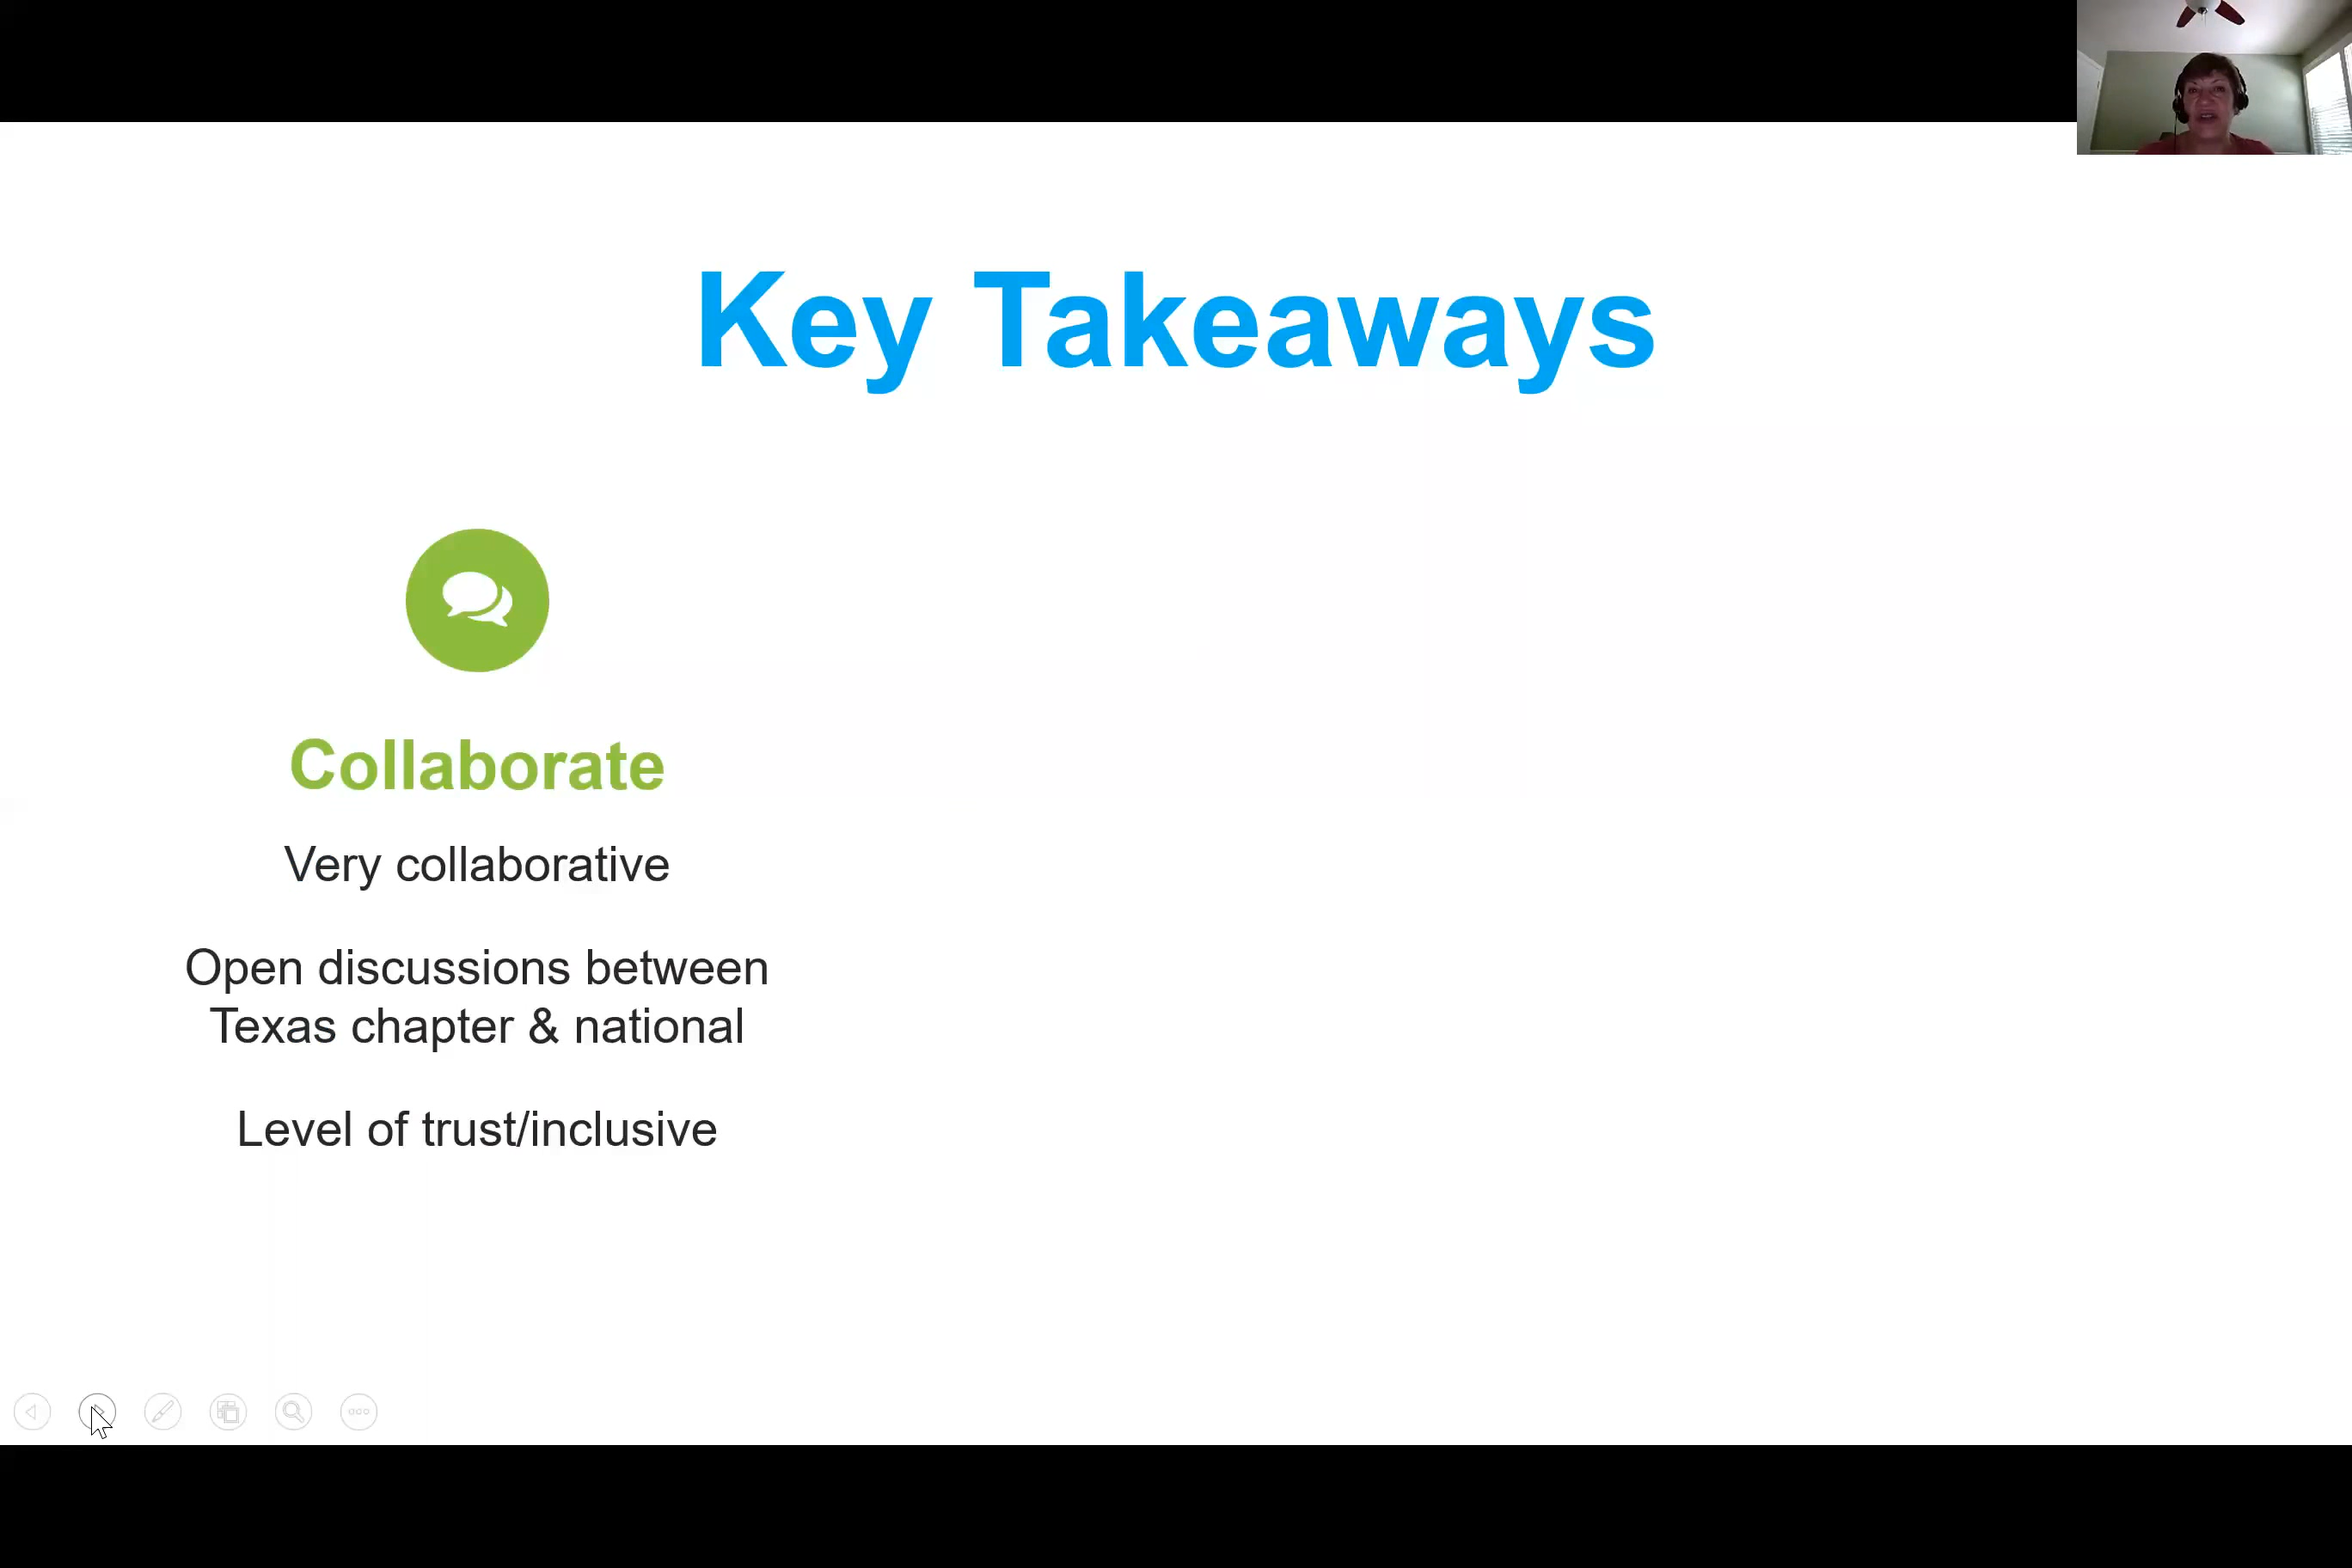 Key Takeaways
Collaborate
Very collaborative
Open discussions between
Texas chapter & national
Level of trust/inclusive